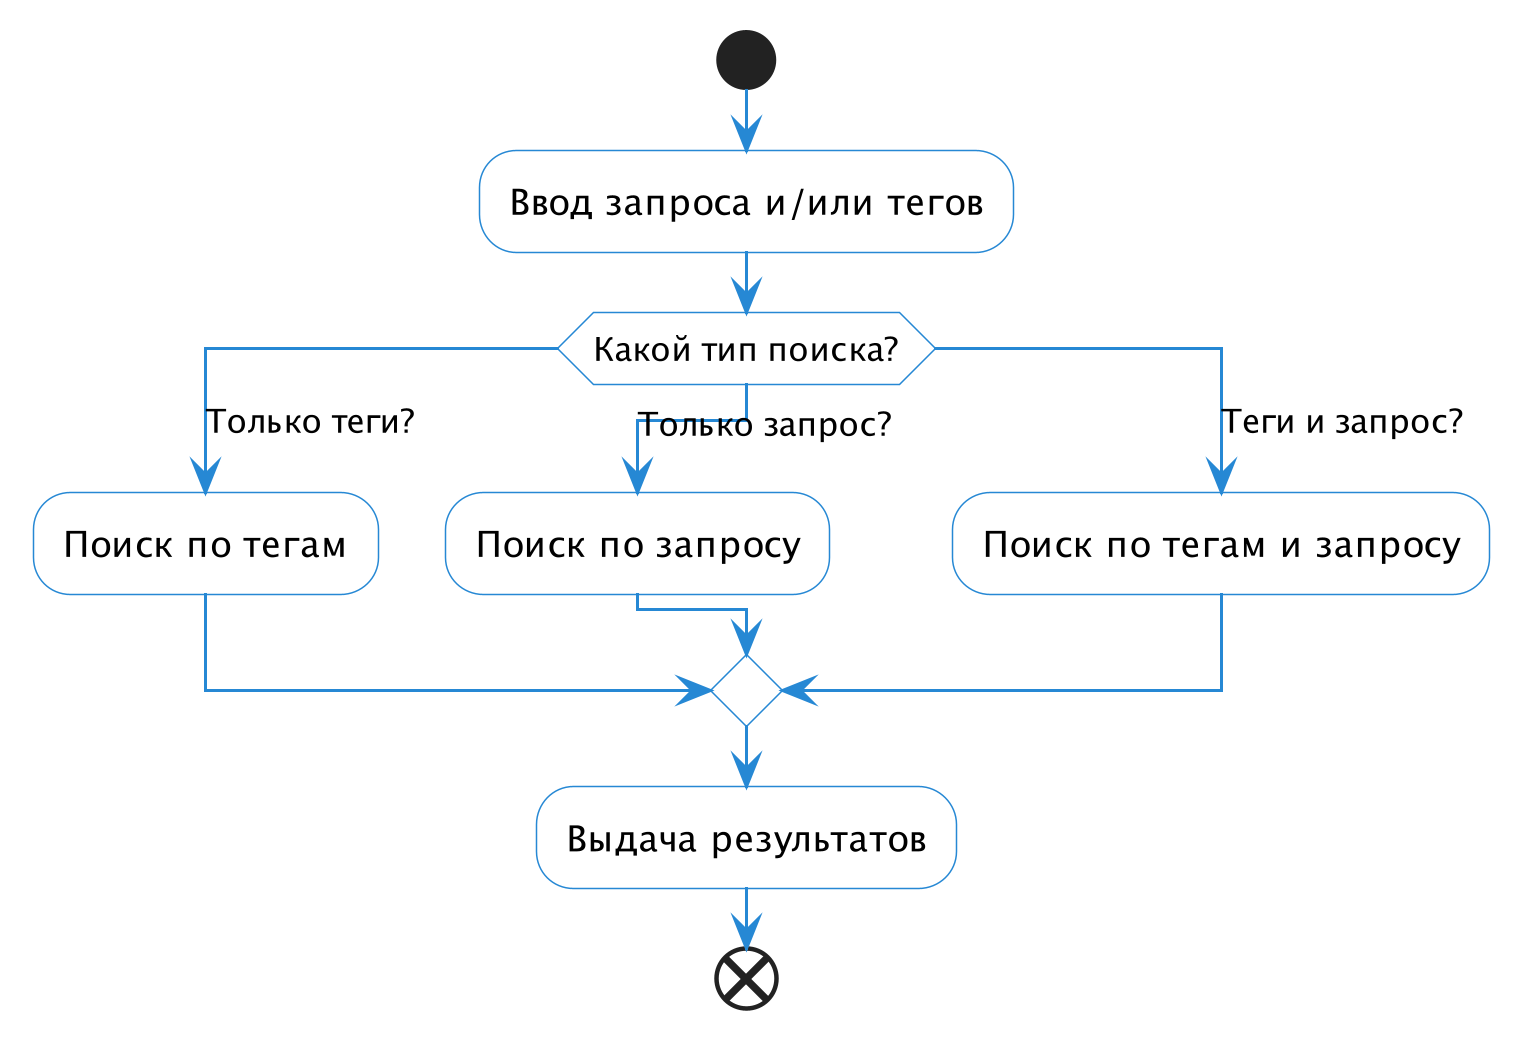 Ввод запроса и/или тегов
Какой тип поиска?
Только теги?
Только запрос?
Теги и запрос?
Поиск по тегам
Поиск по запросу
Поиск по тегам и запросу
Выдача результатов